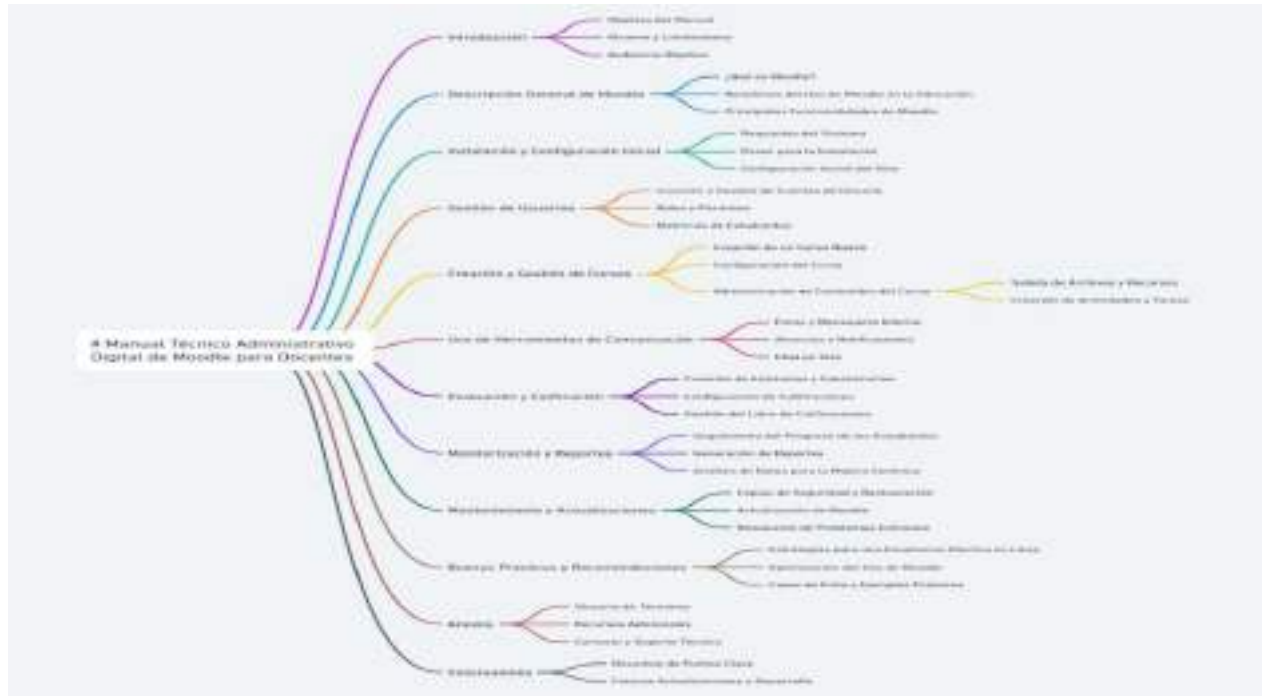 # Manual Técnico Administrativo
Digital de Moodle para Docentes
Introducción
Objetivo del Manual
Alcance y Limitaciones
Audiencia Objetivo
Descripción General de Moodle
¿Qué es Moodle?
Beneficios del Uso de Moodle en la Educación
Principales Funcionalidades de Moodle
Instalación y Configuración Inicial
Requisitos del Sistema
Pasos para la Instalación
Configuración Inicial del Sitio
Gestión de Usuarios
Creación y Gestión de Cuentas de Usuario
Roles y Permisos
Matrícula de Estudiantes
Creación y Gestión de Cursos
Creación de un Curso Nuevo
Configuración del Curso
Administración de Contenidos del Curso
Subida de Archivos y Recursos
Creación de Actividades y Tareas
Uso de Herramientas de Comunicación
Foros y Mensajería Interna
Anuncios y Notificaciones
Evaluación y Calificación
Creación de Exámenes y Cuestionarios
Configuración de Calificaciones
Gestión del Libro de Calificaciones
Monitorización y Reportes
Seguimiento del Progreso de los Estudiantes
Generación de Reportes
Análisis de Datos para la Mejora Continua
Mantenimiento y Actualizaciones
Copias de Seguridad y Restauración
Actualización de Moodle
Resolución de Problemas Comunes
Buenas Prácticas y Recomendaciones
Estrategias para una Enseñanza Efectiva en Línea
Optimización del Uso de Moodle
Casos de Éxito y Ejemplos Prácticos
Anexos
Glosario de Términos
Recursos Adicionales
Contacto y Soporte Técnico
Conclusiones
Resumen de Puntos Clave
Futuras Actualizaciones y Desarrollo